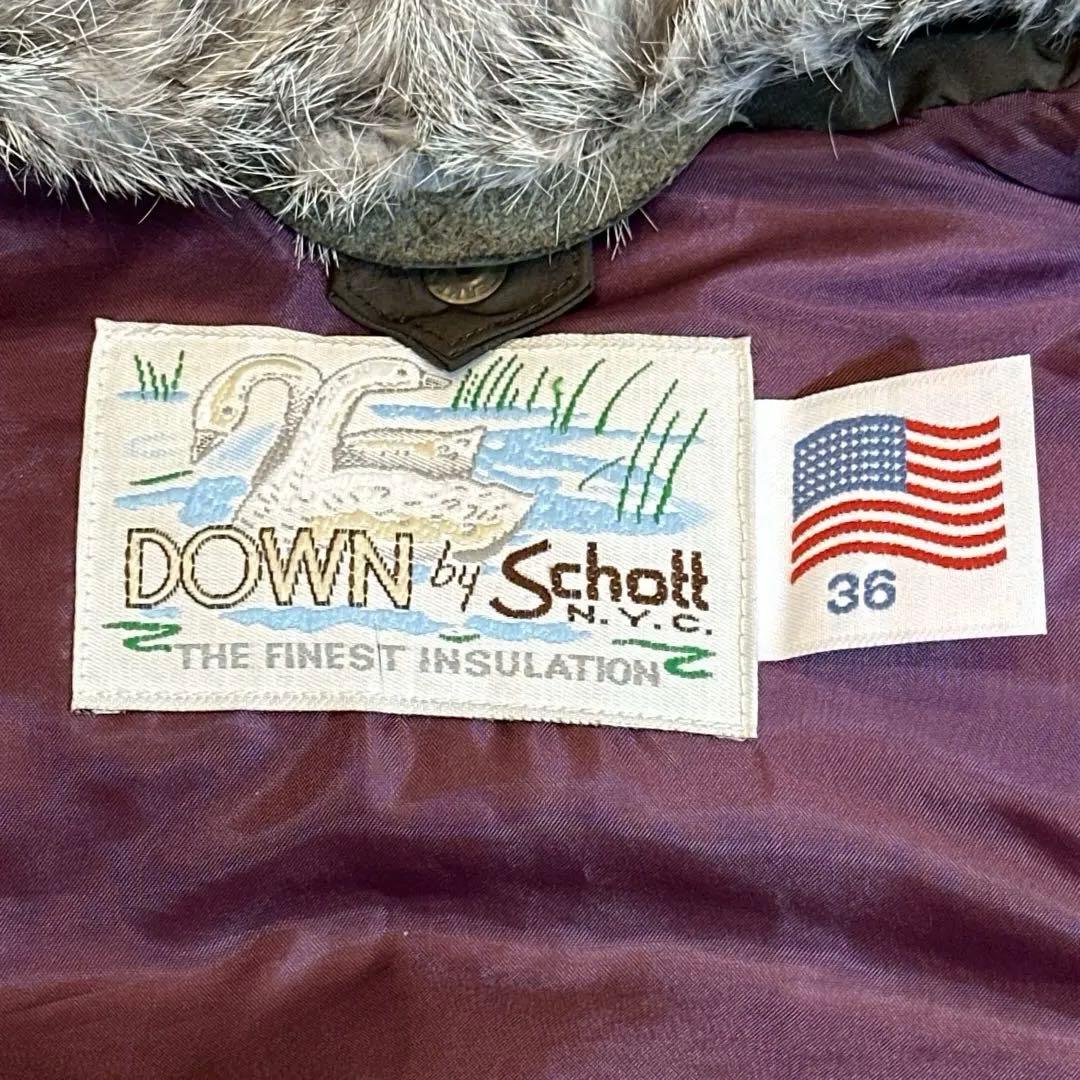 DOWN by Schott
N.Y.C.
THE FINEST INSULATION
36